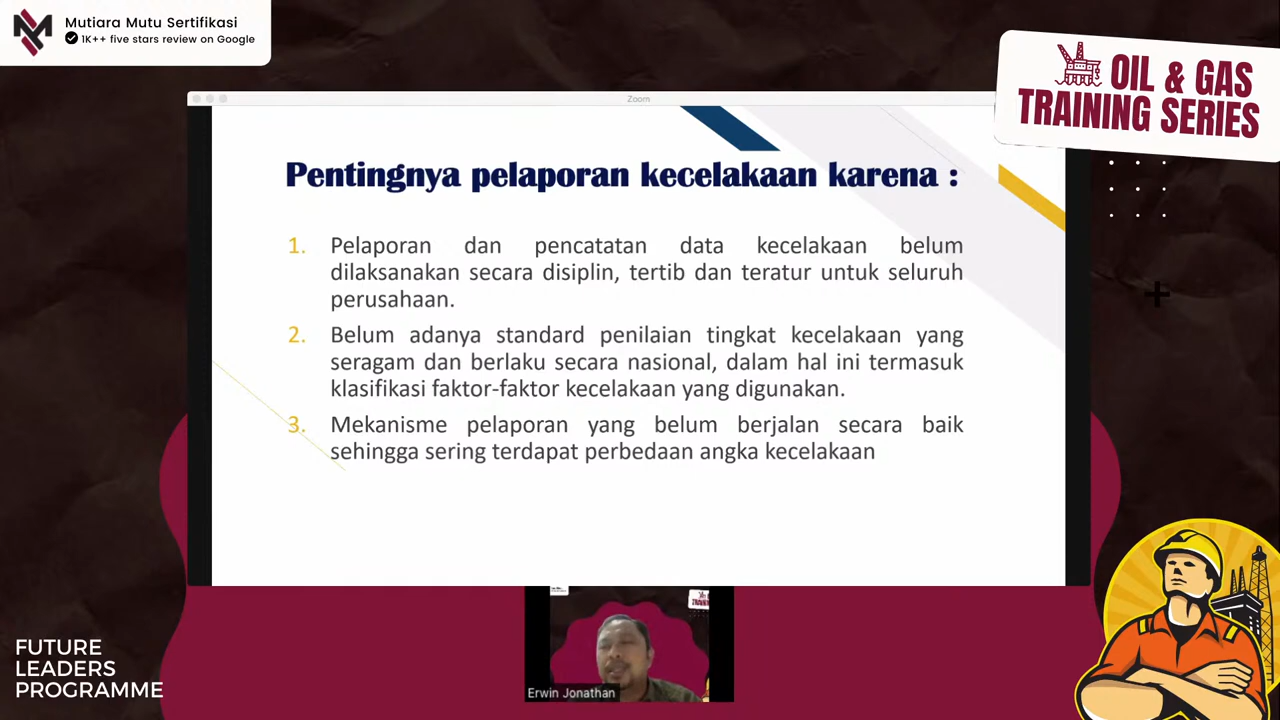 Mutiara Mutu Sertifikasi
1K++ five stars review on Google
OIL & GAS
TRAINING SERIES
Zoom
Pentingnya pelaporan kecelakaan karena :
1. Pelaporan dan pencatatan data kecelakaan belum
dilaksanakan secara disiplin, tertib dan teratur untuk seluruh
perusahaan.
2. Belum adanya standard penilaian tingkat kecelakaan yang
seragam dan berlaku secara nasional, dalam hal ini termasuk
klasifikasi faktor-faktor kecelakaan yang digunakan.
3. Mekanisme pelaporan yang belum berjalan secara baik
sehingga sering terdapat perbedaan angka kecelakaan
Erwin Jonathan
FUTURE
LEADERS
PROGRAMME